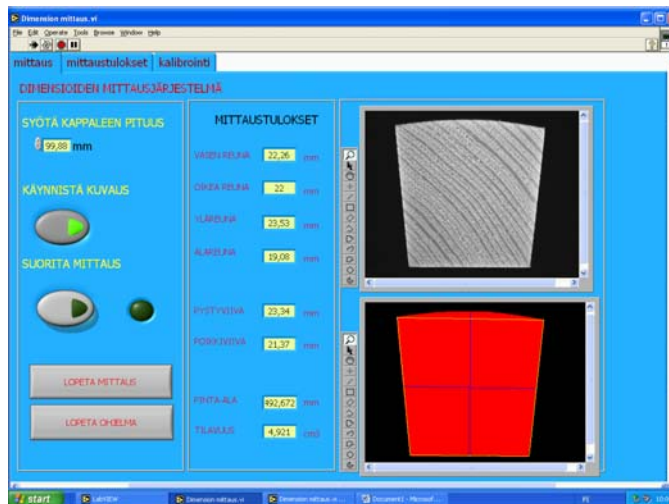 Dimension mittaus.vi
File Edit Operate Tools Browse Window Help
mittaus mittaustulokset kalibrointi
DIMENSIOIDEN MITTAUSJÄRJESTELMÄ
SYÖTÄ KAPPALEEN PITUUS
99,88 mm
KÄYNNISTÄ KUVAUS
SUORITA MITTAUS
LOPETA MITTAUS
LOPETA OHJELMA
MITTAUSTULOKSET
VASEN REUNA 22,26 mm
OIKEA REUNA 22 mm
YLÄREUNA 23,53 mm
ALAREUNA 19,08 mm
PYSTYVIIVA 23,34 mm
POIKKIVIIVA 21,37 mm
PINTA-ALA 492,672 mm
TILAVUUS 4,921 cm3
start LabVIEW Dimension mittaus.vi Dimension mittaus.vi ... Document1 - Microsof... FI